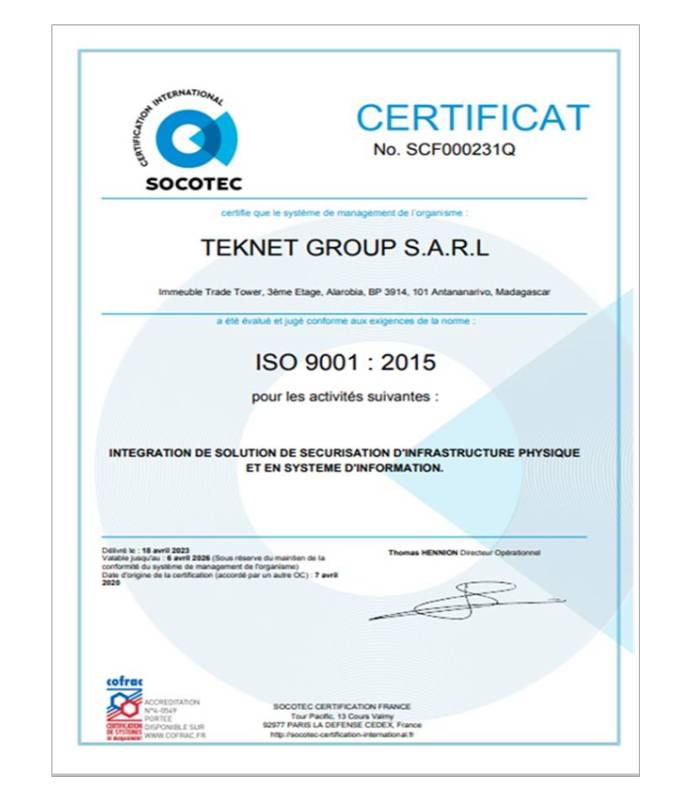 CERTIFICATION INTERNATIONAL
SOCOTEC
CERTIFICAT
No. SCF000231Q
certifie que le système de management de l'organisme :
TEKNET GROUP S.A.R.L
Immeuble Trade Tower, 3ème Etage, Alarobia, BP 3914, 101 Antananarivo, Madagascar
a été évalué et jugé conforme aux exigences de la norme :
ISO 9001 : 2015
pour les activités suivantes :
INTEGRATION DE SOLUTION DE SECURISATION D'INFRASTRUCTURE PHYSIQUE
ET EN SYSTEME D'INFORMATION.
Délivré le : 18 avril 2023
Valable jusqu'au : 6 avril 2026 (Sous réserve du maintien de la
conformité du système de management de l'organisme)
Date d'origine de la certification (accordé par un autre OC) : 7 avril
2020
Thomas HENNION Directeur Opérationnel
cofrac
CERTIFICATION
DE SYSTEMES
DE MANAGEMENT
ACCREDITATION
N°4-0549
PORTEE
DISPONIBLE SUR
WWW.COFRAC.FR
SOCOTEC CERTIFICATION FRANCE
Tour Pacific, 13 Cours Valmy
92977 PARIS LA DEFENSE CEDEX, France
http://socotec-certification-international.fr